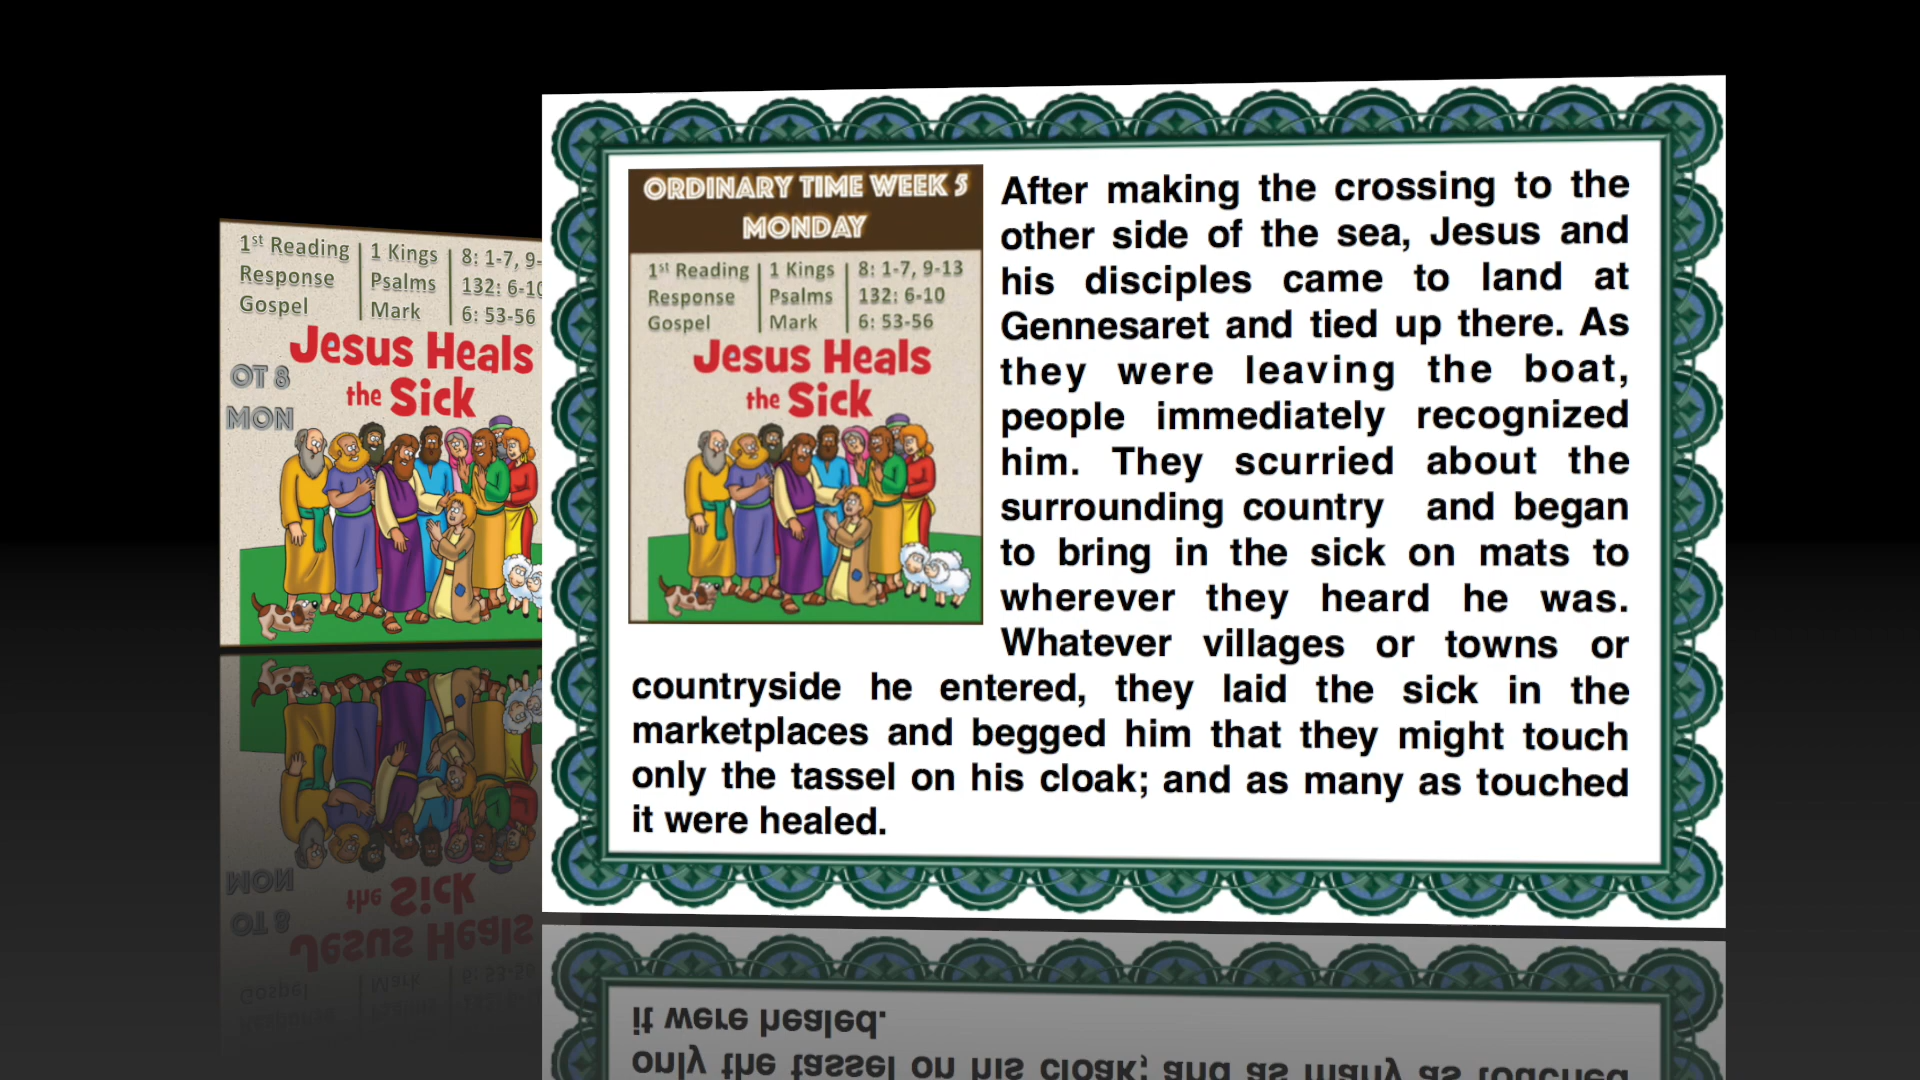 1st Reading | 1 Kings | 8: 1-7, 9-
Response | Psalms | 132: 6-10
Gospel | Mark | 6: 53-56
Jesus Heals
the Sick
OT 8
MON
ORDINARY TIME WEEK 5
MONDAY
1st Reading | 1 Kings | 8: 1-7, 9-13
Response | Psalms | 132: 6-10
Gospel | Mark | 6: 53-56
Jesus Heals
the Sick
After making the crossing to the
other side of the sea, Jesus and
his disciples came to land at
Gennesaret and tied up there. As
they were leaving the boat,
people immediately recognized
him. They scurried about the
surrounding country and began
to bring in the sick on mats to
wherever they heard he was.
Whatever villages or towns or
countryside he entered, they laid the sick in the
marketplaces and begged him that they might touch
only the tassel on his cloak; and as many as touched
it were healed.